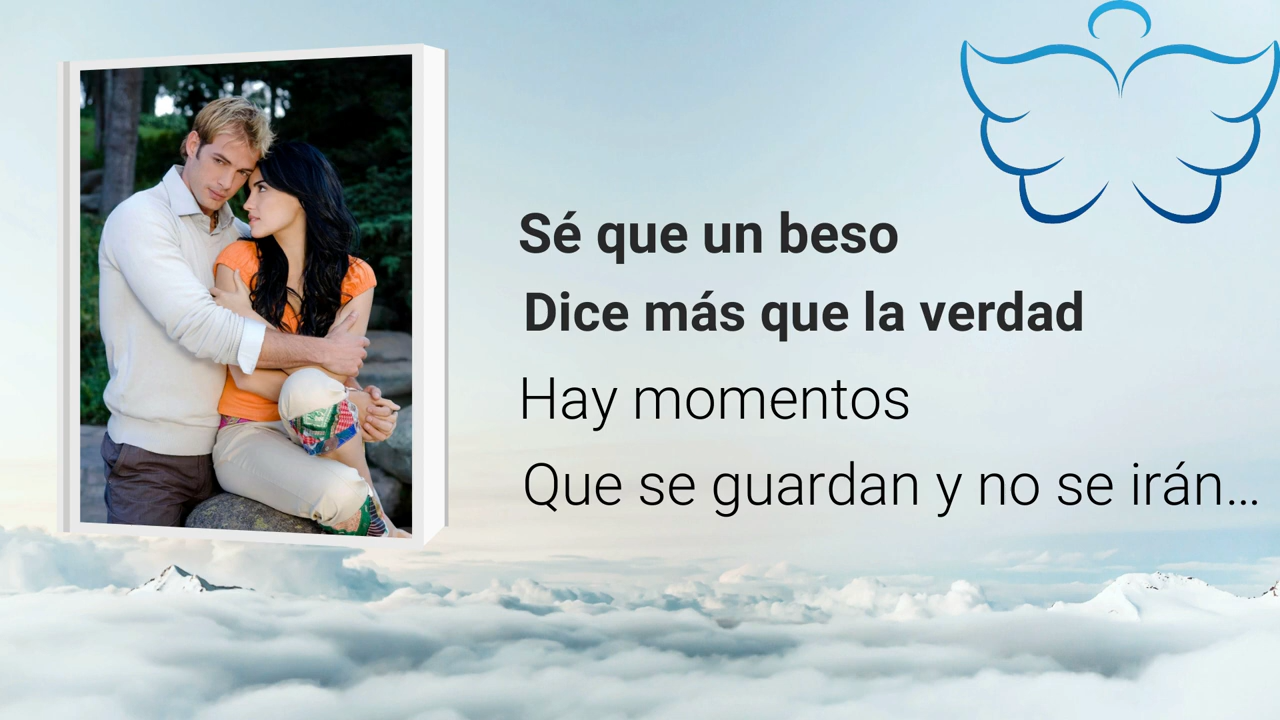 Sé que un beso
Dice más que la verdad
Hay momentos
Que se guardan y no se irán...